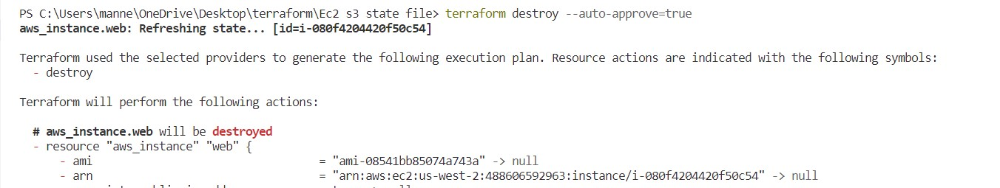 PS C:\Users\manne\OneDrive\Desktop\terraform\Ec2 s3 state file> terraform destroy --auto-approve=true
aws_instance.web: Refreshing state... [id=i-080f4204420f50c54]
Terraform used the selected providers to generate the following execution plan. Resource actions are indicated with the following symbols:
- destroy
Terraform will perform the following actions:
# aws_instance.web will be destroyed
- resource "aws_instance" "web" {
- ami = "ami-08541bb85074a743a" -> null
- arn = "arn:aws:ec2:us-west-2:488606592963:instance/i-080f4204420f50c54" -> null